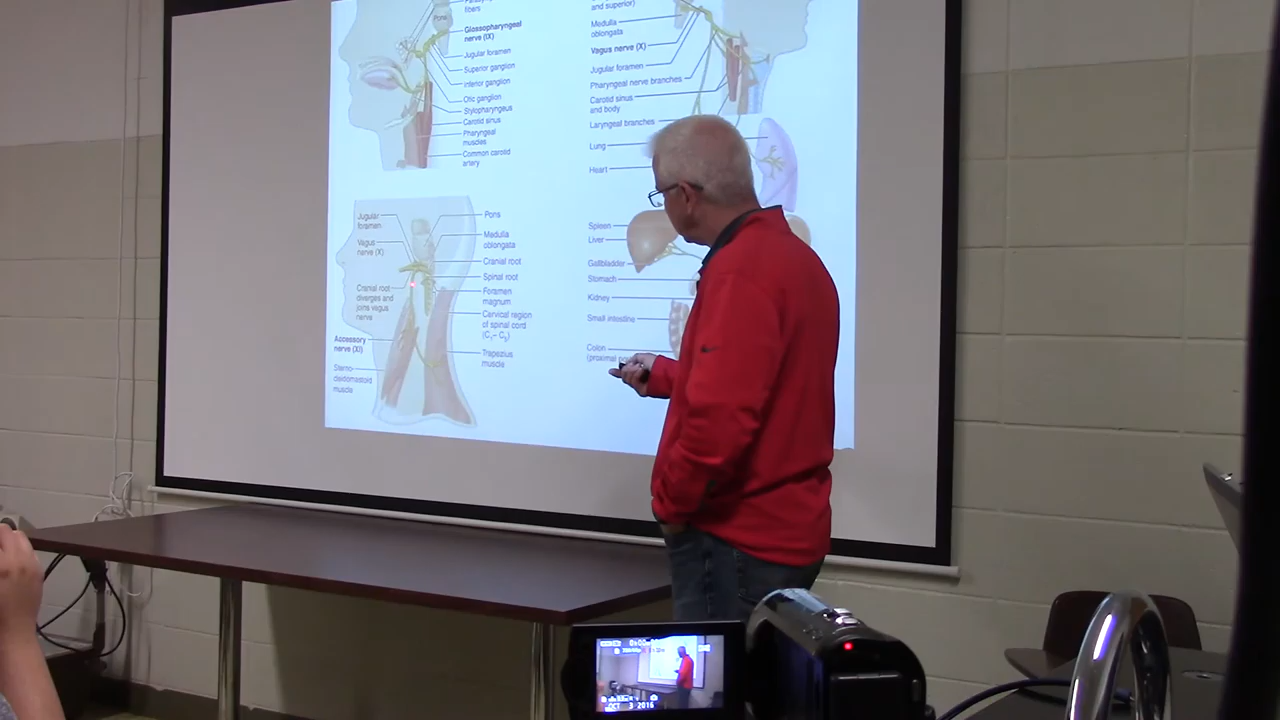 fibers
Pons
Glossopharyngeal
nerve (IX)
Jugular foramen
Superior ganglion
Inferior ganglion
Otic ganglion
Stylopharyngeus
Carotid sinus
Pharyngeal
muscles
Common carotid
artery
and superior)
Medulla
oblongata
Vagus nerve (X)
Jugular foramen
Pharyngeal nerve branches
Carotid sinus
and body
Laryngeal branches
Lung
Heart
Spleen
Liver
Gallbladder
Stomach
Kidney
Small intestine
Colon
(proximal
Jugular
foramen
Vagus
nerve (X)
Cranial root
diverges and
joins vagus
nerve
Accessory
nerve (XI)
Sterno-
cleidomastoid
muscle
Pons
Medulla
oblongata
Cranial root
Spinal root
Foramen
magnum
Cervical region
of spinal cord
(C1– C5)
Trapezius
muscle
OCT 3 2016